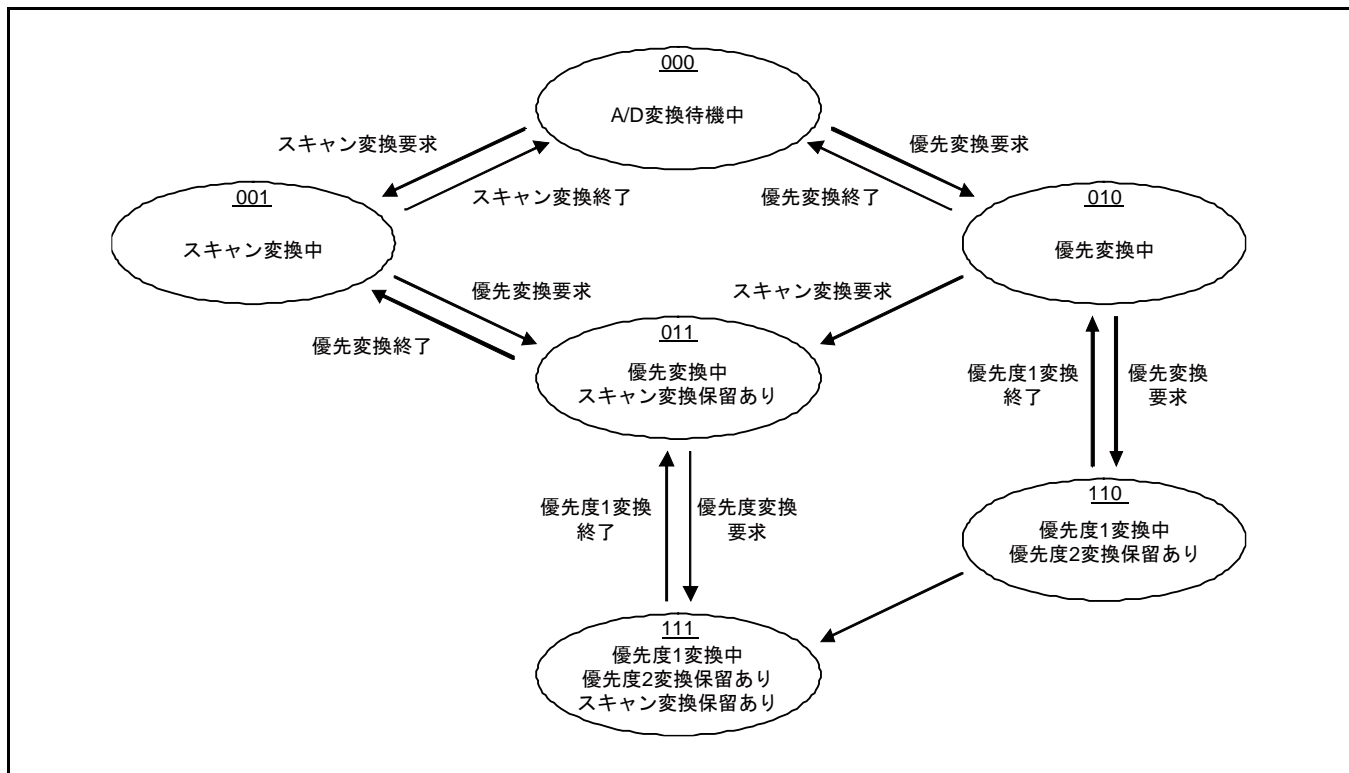 000
A/D変換待機中
スキャン変換要求
優先変換要求
スキャン変換終了
優先変換終了
001
スキャン変換中
010
優先変換中
優先変換要求
スキャン変換要求
優先変換終了
011
優先変換中
スキャン変換保留あり
優先度1変換
終了
優先変換
要求
優先度1変換
終了
優先度変換
要求
110
優先度1変換中
優先度2変換保留あり
111
優先度1変換中
優先度2変換保留あり
スキャン変換保留あり